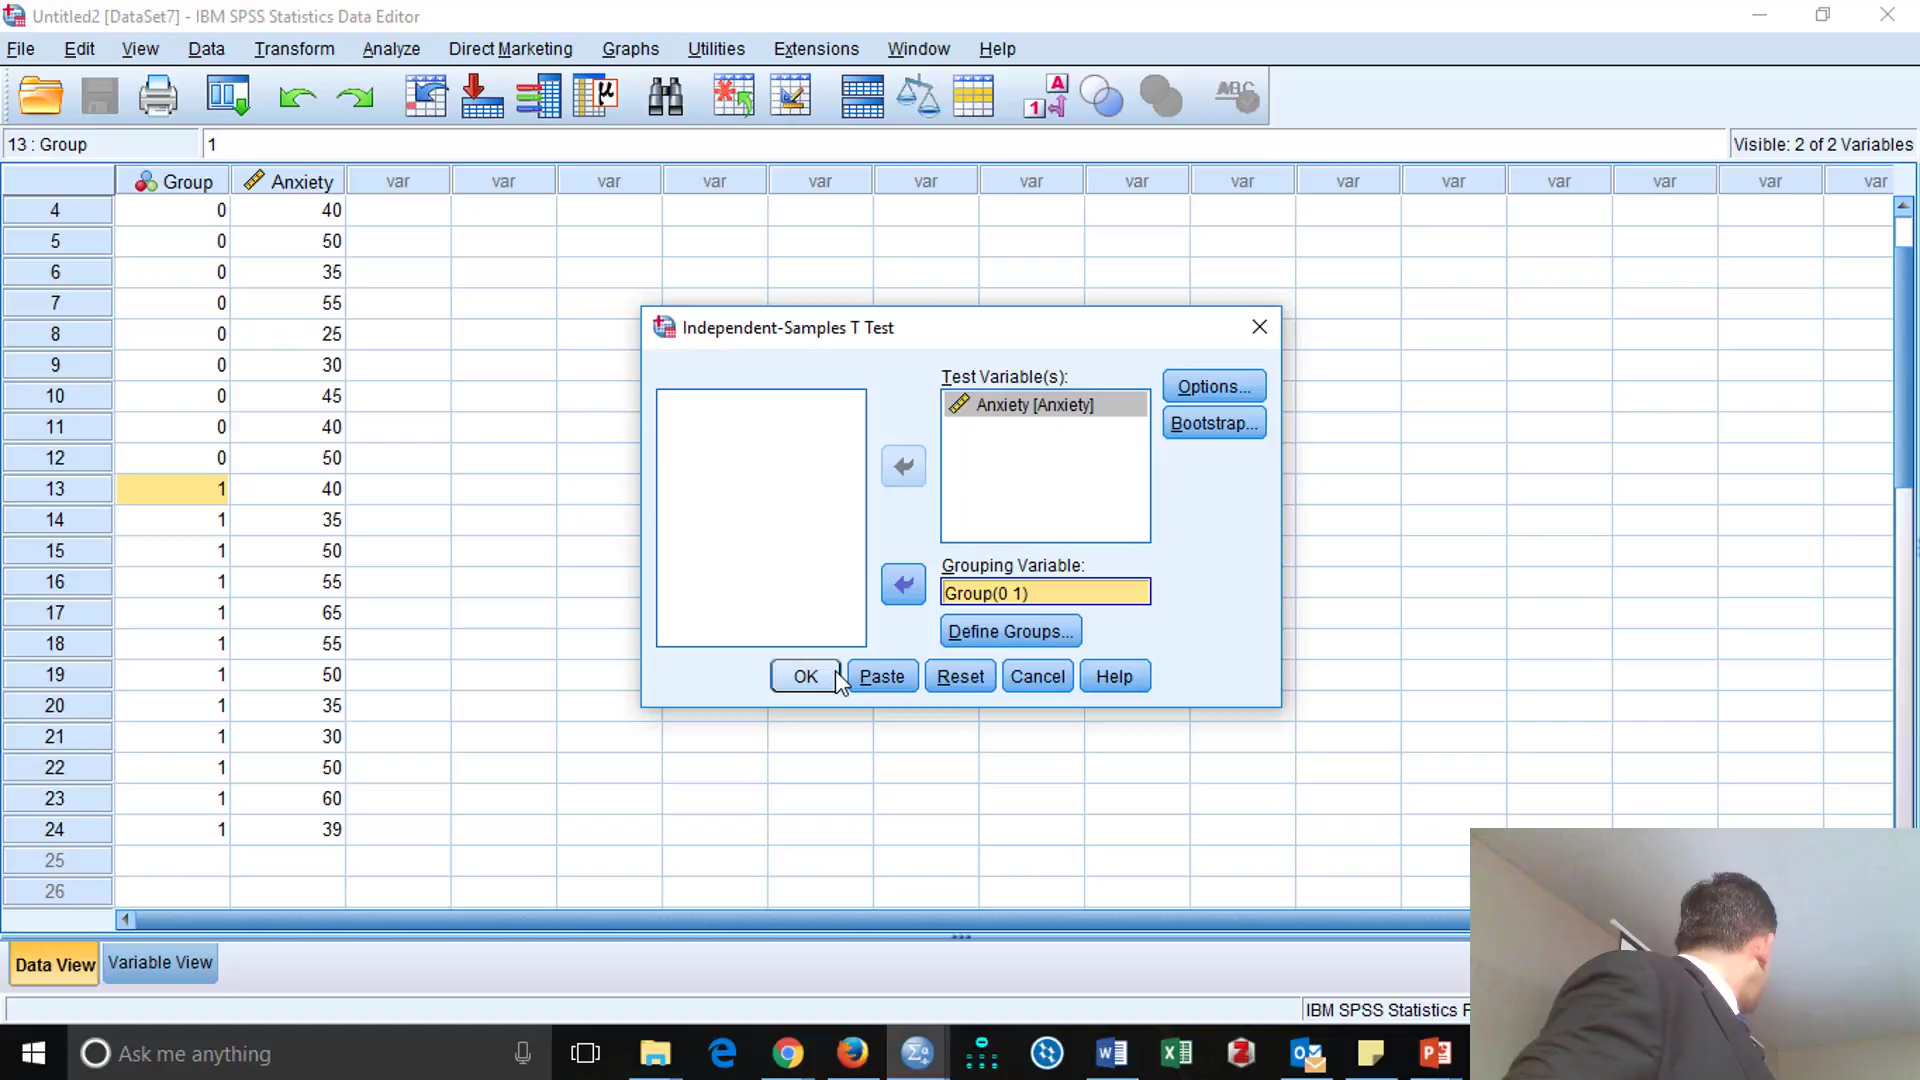 Untitled2 [DataSet7] - IBM SPSS Statistics Data Editor
File Edit View Data Transform Analyze Direct Marketing Graphs Utilities Extensions Window Help
A
1
μ
ABC
13 : Group 1 Visible: 2 of 2 Variables
Group Anxiety var var var var var var var var var var var var var var var
4 0 40
5 0 50
6 0 35
7 0 55
8 0 25
9 0 30
10 0 45
11 0 40
12 0 50
13 1 40
14 1 35
15 1 50
16 1 55
17 1 65
18 1 55
19 1 50
20 1 35
21 1 30
22 1 50
23 1 60
24 1 39
25
26
Independent-Samples T Test
Test Variable(s):
Anxiety [Anxiety]
Options...
Bootstrap...
Grouping Variable:
Group(0 1)
Define Groups...
OK Paste Reset Cancel Help
Data View Variable View
IBM SPSS Statistics P
Ask me anything